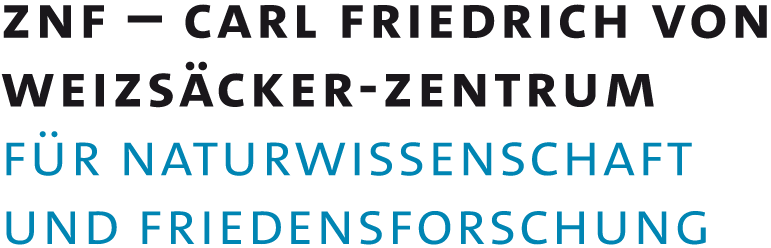 ZNF – CARL FRIEDRICH VON
WEIZSÄCKER-ZENTRUM
FÜR NATURWISSENSCHAFT
UND FRIEDENSFORSCHUNG